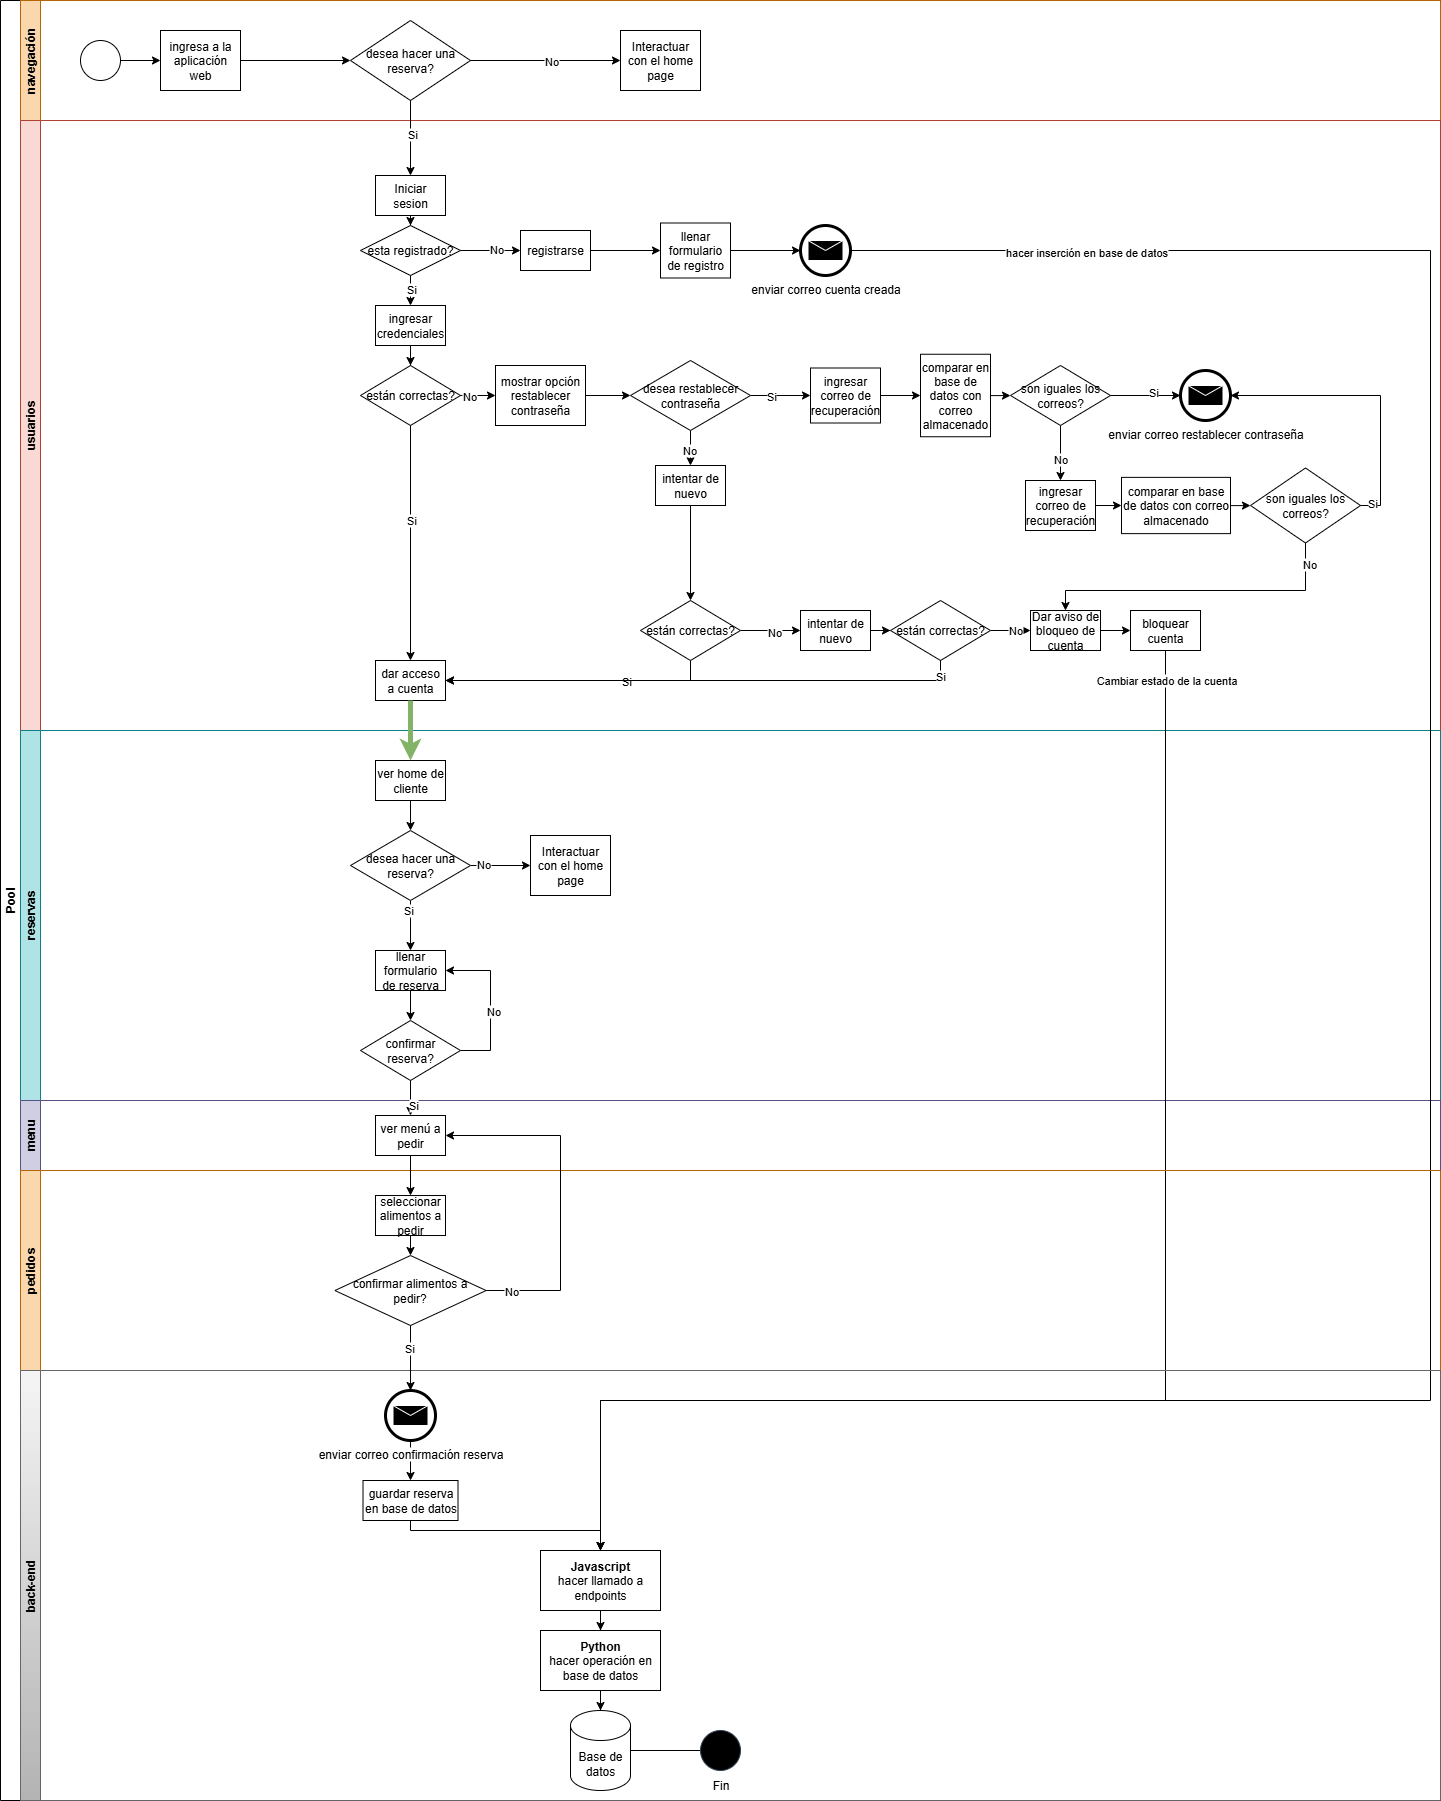 Pool
navegación
ingresa a la
aplicación
web
desea hacer una
reserva?
No
Interactuar
con el home
page
Si
usuarios
Iniciar
sesion
esta registrado?
No
registrarse
llenar
formulario
de registro
enviar correo cuenta creada
hacer inserción en base de datos
Si
ingresar
credenciales
están correctas?
No
mostrar opción
restablecer
contraseña
desea restablecer
contraseña
Si
ingresar
correo de
recuperación
comparar en
base de
datos con
correo
almacenado
son iguales los
correos?
Si
enviar correo restablecer contraseña
No
intentar de
nuevo
No
ingresar
correo de
recuperación
comparar en base
de datos con correo
almacenado
son iguales los
correos?
Si
No
Si
están correctas?
No
intentar de
nuevo
están correctas?
No
Dar aviso de
bloqueo de
cuenta
bloquear
cuenta
Si
Si
Cambiar estado de la cuenta
dar acceso
a cuenta
reservas
ver home de
cliente
desea hacer una
reserva?
No
Interactuar
con el home
page
Si
llenar
formulario
de reserva
No
confirmar
reserva?
Si
menu
ver menú a
pedir
pedidos
seleccionar
alimentos a
pedir
confirmar alimentos a
pedir?
No
Si
back-end
enviar correo confirmación reserva
guardar reserva
en base de datos
Javascript
hacer llamado a
endpoints
Python
hacer operación en
base de datos
Base de
datos
Fin